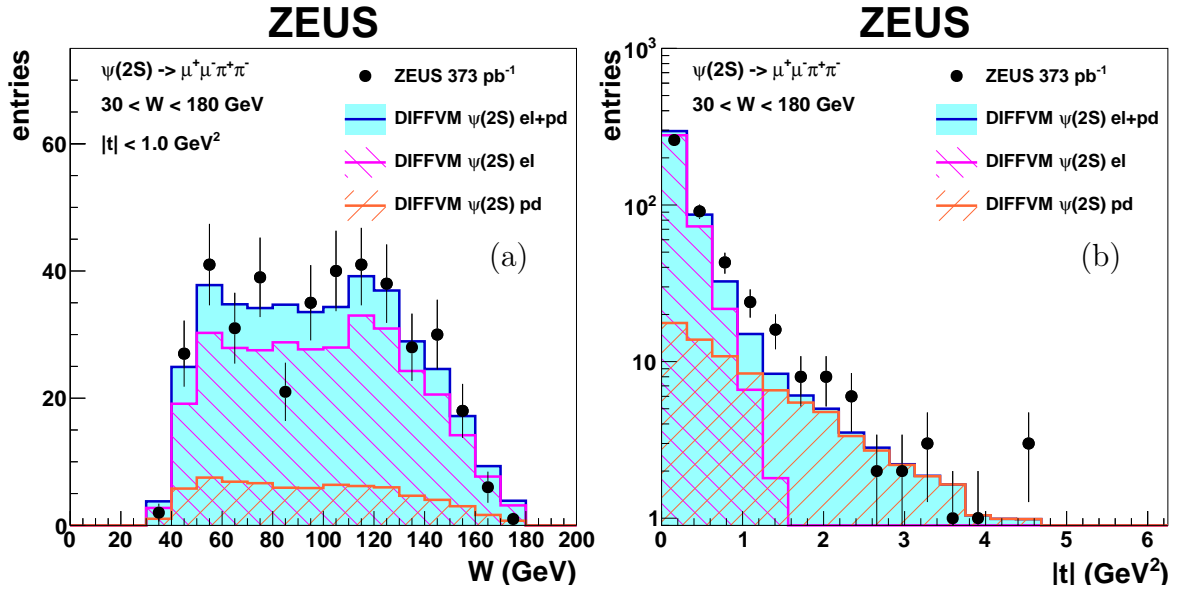 ZEUS
entries
ψ(2S) -> μ⁺μ⁻π⁺π⁻
30 < W < 180 GeV
|t| < 1.0 GeV²
ZEUS 373 pb⁻¹
DIFFVM ψ(2S) el+pd
DIFFVM ψ(2S) el
DIFFVM ψ(2S) pd
(a)
60
40
20
0
0 20 40 60 80 100 120 140 160 180 200
W (GeV)
ZEUS
entries
ψ(2S) -> μ⁺μ⁻π⁺π⁻
30 < W < 180 GeV
ZEUS 373 pb⁻¹
DIFFVM ψ(2S) el+pd
DIFFVM ψ(2S) el
DIFFVM ψ(2S) pd
(b)
10³
10²
10
1
0 1 2 3 4 5 6
|t| (GeV²)